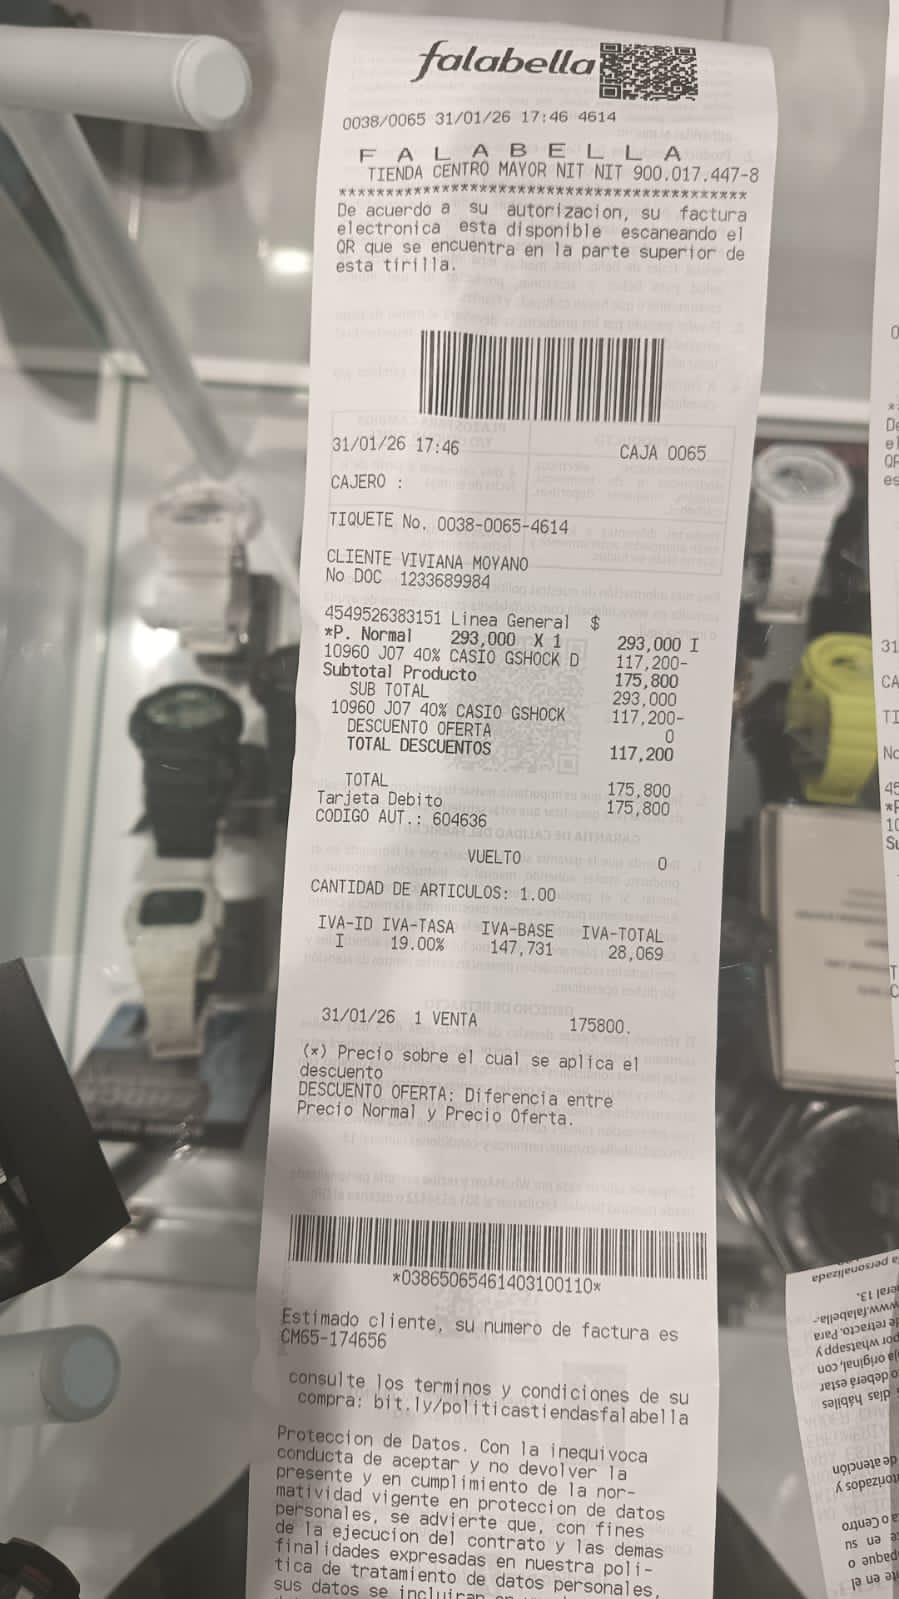 falabella
0038/0065 31/01/26 17:46 4614
F A L A B E L L A
TIENDA CENTRO MAYOR NIT NIT 900.017.447-8
*******************************************
De acuerdo a su autorizacion, su factura
electronica esta disponible escaneando el
QR que se encuentra en la parte superior de
esta tirilla.
31/01/26 17:46 CAJA 0065
CAJERO :
TIQUETE No. 0038-0065-4614
CLIENTE VIVIANA MOYANO
No DOC 1233689984
4549526383151 Linea General $
*P. Normal 293,000 X 1 293,000 I
10960 J07 40% CASIO GSHOCK D 117,200-
Subtotal Producto 175,800
SUB TOTAL 293,000
10960 J07 40% CASIO GSHOCK 117,200-
DESCUENTO OFERTA 0
TOTAL DESCUENTOS 117,200
TOTAL 175,800
Tarjeta Debito 175,800
CODIGO AUT.: 604636
VUELTO 0
CANTIDAD DE ARTICULOS: 1.00
IVA-ID IVA-TASA IVA-BASE IVA-TOTAL
I 19.00% 147,731 28,069
31/01/26 1 VENTA 175800.
(*) Precio sobre el cual se aplica el
descuento
DESCUENTO OFERTA: Diferencia entre
Precio Normal y Precio Oferta.
*03865065461403100110*
Estimado cliente, su numero de factura es
CM65-174656
consulte los terminos y condiciones de su
compra: bit.ly/politicastiendasfalabella
Proteccion de Datos. Con la inequivoca
conducta de aceptar y no devolver la
presente y en cumplimiento de la nor-
matividad vigente en proteccion de datos
personales, se advierte que, con fines
de la ejecucion del contrato y las demas
finalidades expresadas en nuestra poli-
tica de tratamiento de datos personales,
sus datos se incluiran en